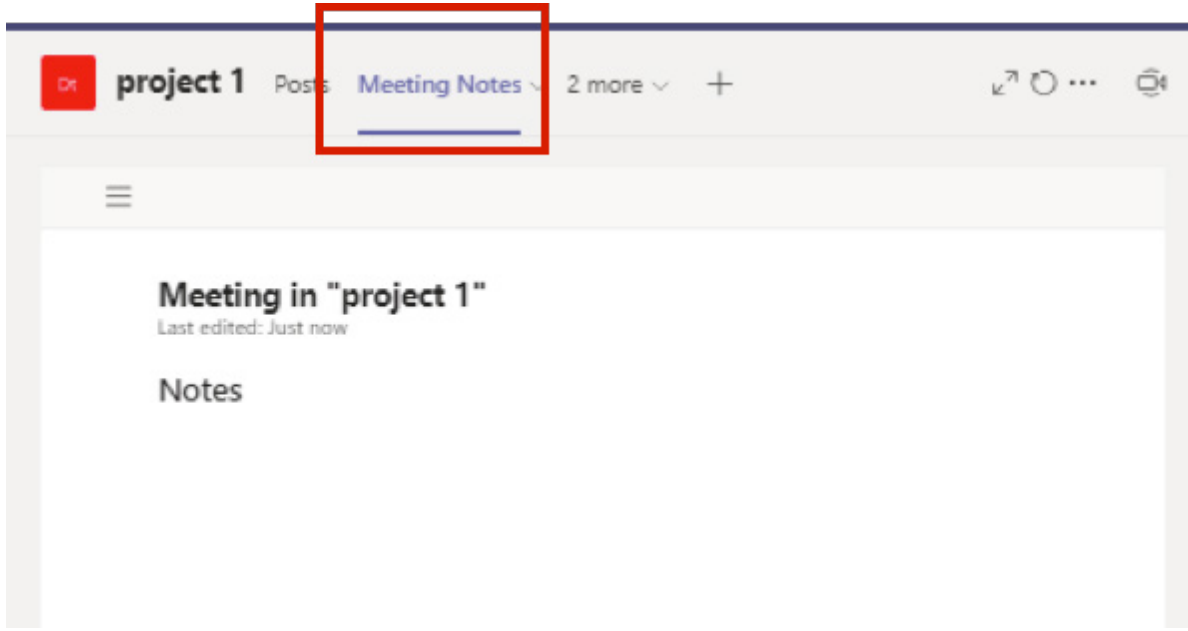 project 1 Posts Meeting Notes 2 more
Meeting in "project 1"
Last edited: Just now
Notes